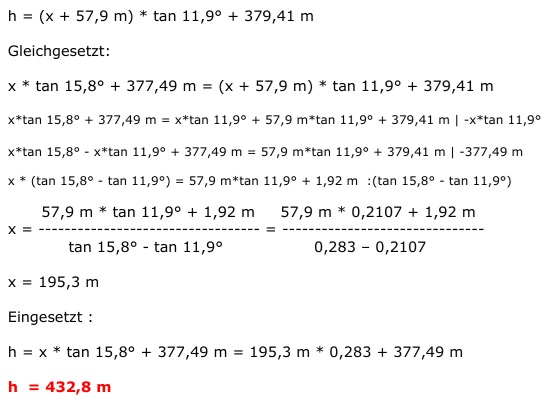 h = (x + 57,9 m) * tan 11,9° + 379,41 m
Gleichgesetzt:
x * tan 15,8° + 377,49 m = (x + 57,9 m) * tan 11,9° + 379,41 m
x*tan 15,8° + 377,49 m = x*tan 11,9° + 57,9 m*tan 11,9° + 379,41 m | -x*tan 11,9°
x*tan 15,8° - x*tan 11,9° + 377,49 m = 57,9 m*tan 11,9° + 379,41 m | -377,49 m
x * (tan 15,8° - tan 11,9°) = 57,9 m*tan 11,9° + 1,92 m  :(tan 15,8° - tan 11,9°)
57,9 m * tan 11,9° + 1,92 m    57,9 m * 0,2107 + 1,92 m
x = ---------------------------------- = -------------------------------
tan 15,8° - tan 11,9°    0,283 – 0,2107
x = 195,3 m
Eingesetzt :
h = x * tan 15,8° + 377,49 m = 195,3 m * 0,283 + 377,49 m
h  = 432,8 m